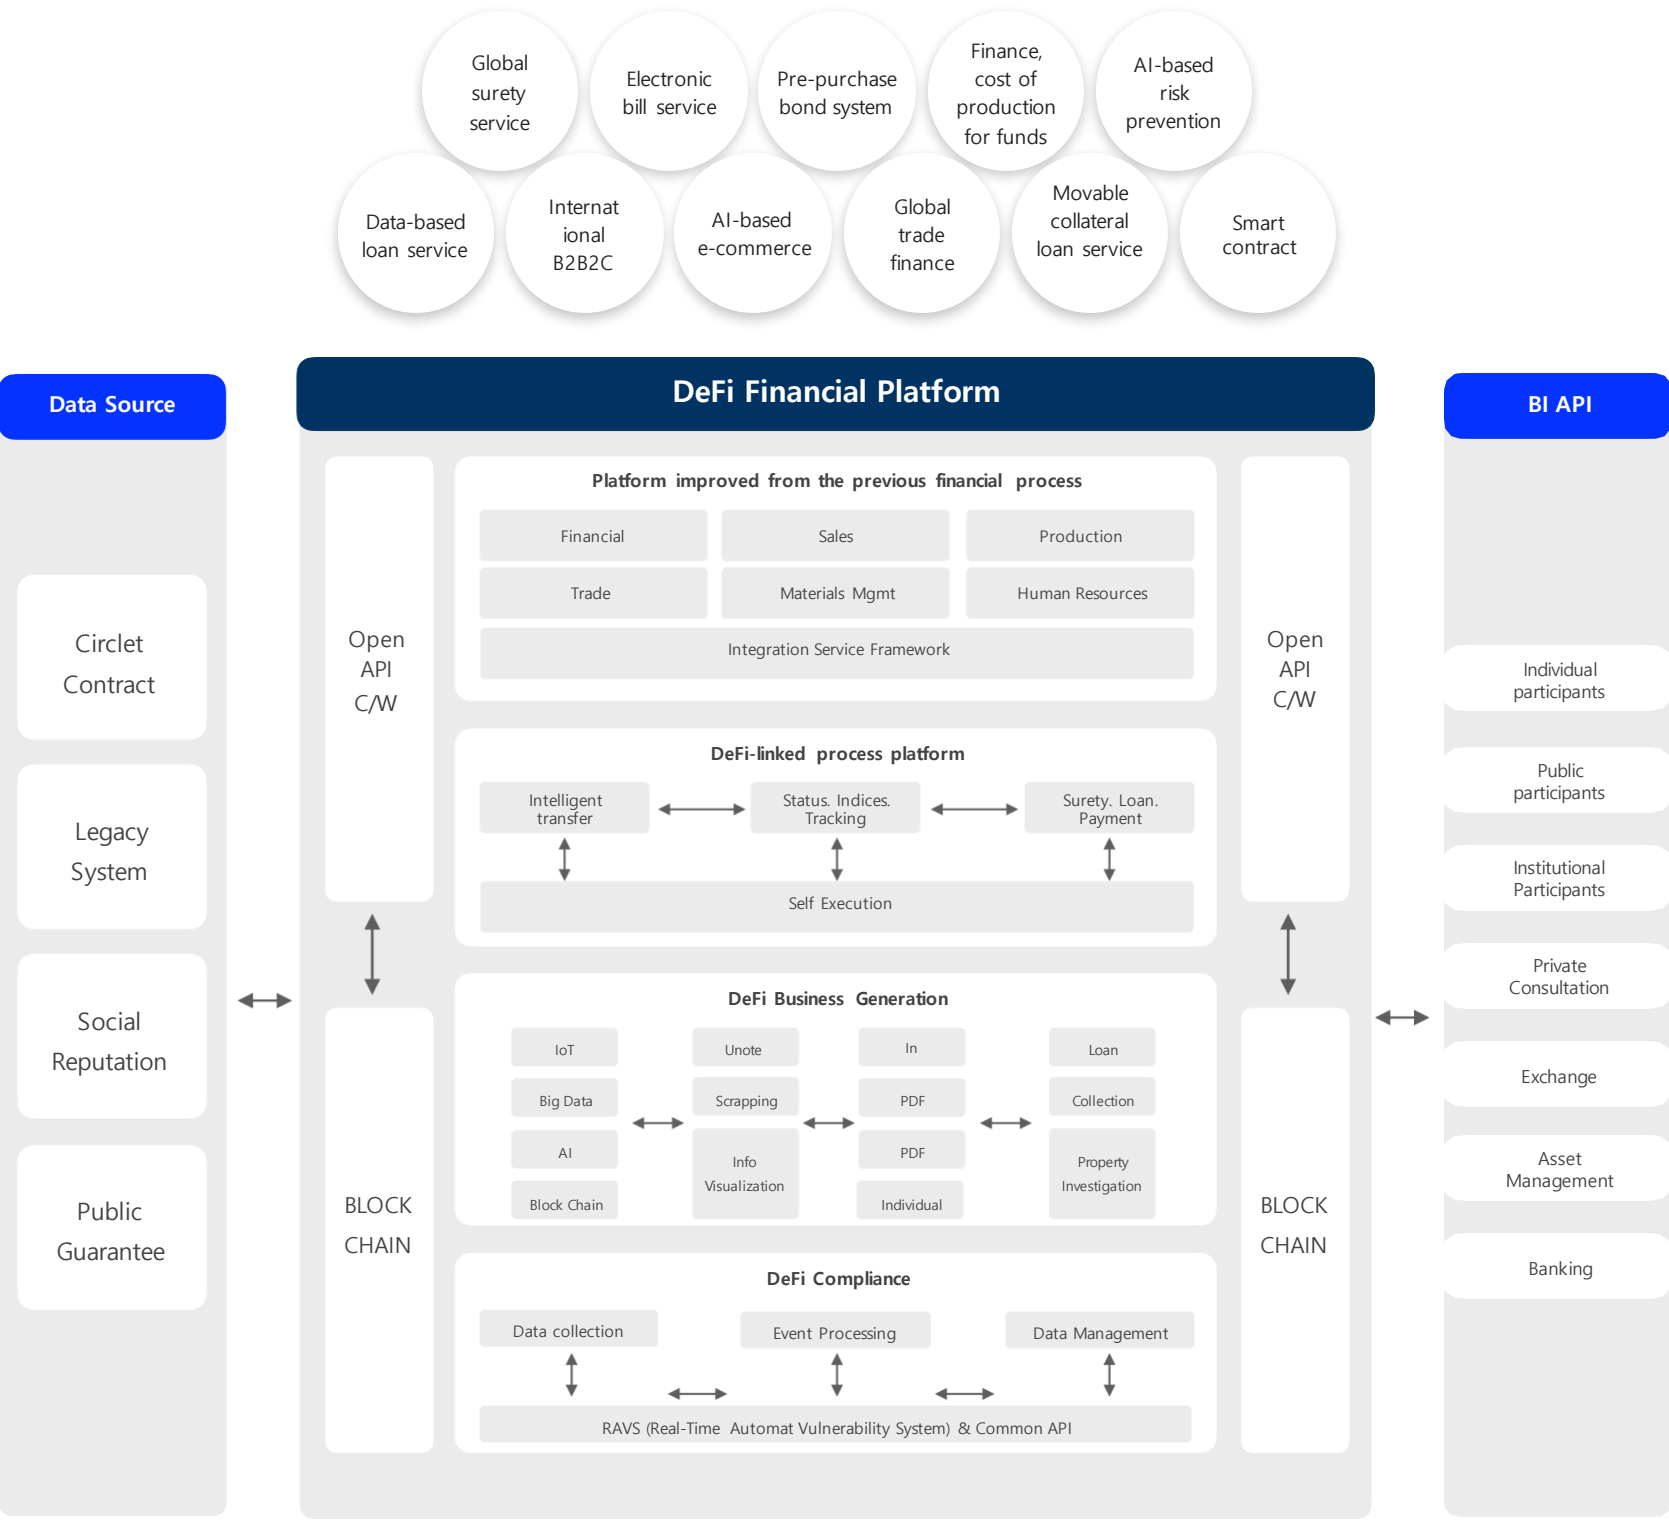 Global
surety
service
Electronic
bill service
Pre-purchase
bond system
Finance,
cost of
production
for funds
AI-based
risk
prevention
Data-based
loan service
Internat
ional
B2B2C
AI-based
e-commerce
Global
trade
finance
Movable
collateral
loan service
Smart
contract
Data Source
Circlet
Contract
Legacy
System
Social
Reputation
Public
Guarantee
DeFi Financial Platform
Open
API
C/W
BLOCK
CHAIN
Platform improved from the previous financial process
Financial
Sales
Production
Trade
Materials Mgmt
Human Resources
Integration Service Framework
DeFi-linked process platform
Intelligent
transfer
Status. Indices.
Tracking
Surety. Loan.
Payment
Self Execution
DeFi Business Generation
IoT
Big Data
AI
Block Chain
Unote
Scrapping
Info
Visualization
In
PDF
PDF
Individual
Loan
Collection
Property
Investigation
DeFi Compliance
Data collection
Event Processing
Data Management
RAVS (Real-Time Automat Vulnerability System) & Common API
Open
API
C/W
BLOCK
CHAIN
BI API
Individual
participants
Public
participants
Institutional
Participants
Private
Consultation
Exchange
Asset
Management
Banking